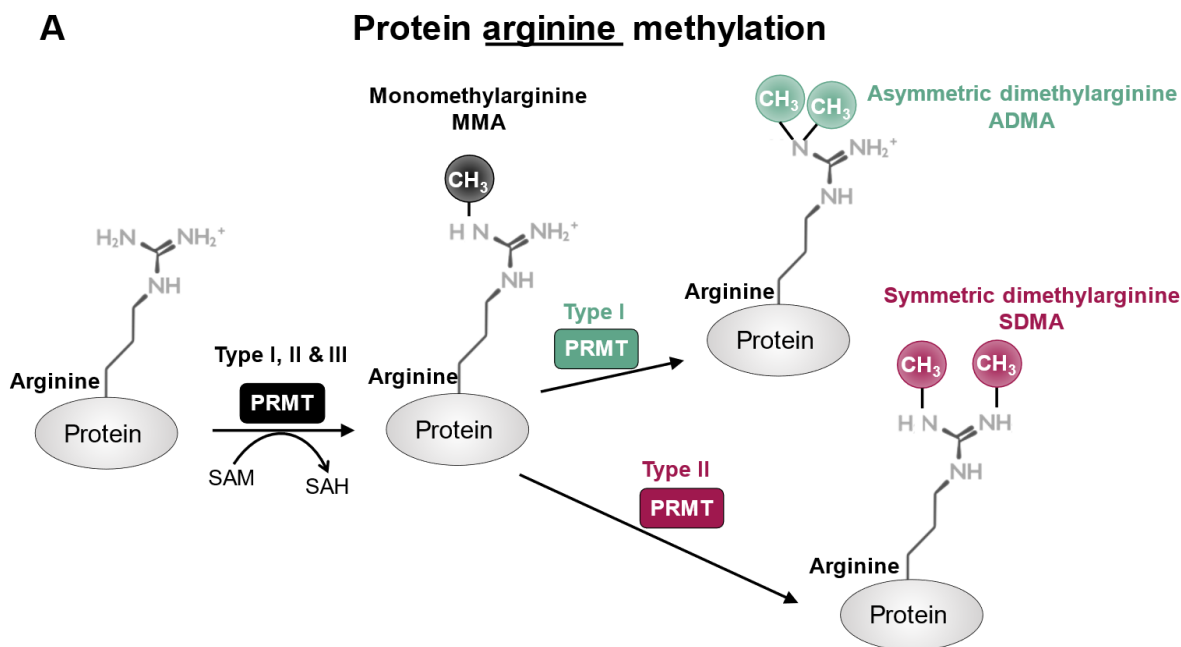 A
Protein arginine methylation
H₂N
NH₂⁺
NH
Arginine
Protein
Type I, II & III
PRMT
SAM
SAH
Monomethylarginine
MMA
CH₃
H N
NH₂⁺
NH
Arginine
Protein
Type I
PRMT
Type II
PRMT
Asymmetric dimethylarginine
ADMA
CH₃
CH₃
N
NH₂⁺
NH
Arginine
Protein
Symmetric dimethylarginine
SDMA
CH₃
CH₃
H N
NH
NH
Arginine
Protein